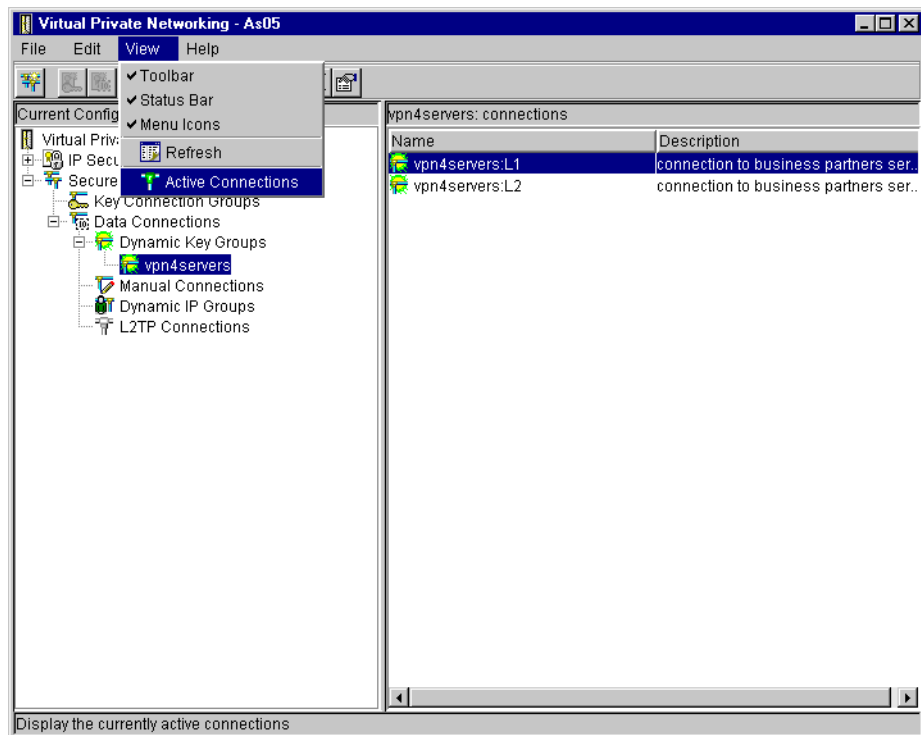 Virtual Private Networking - As05
File Edit View Help
Toolbar
Status Bar
Menu Icons
Refresh
Active Connections
Current Config
Virtual Priv
IP Secu
Secure
Key Connection Groups
Data Connections
Dynamic Key Groups
vpn4servers
Manual Connections
Dynamic IP Groups
L2TP Connections
vpn4servers: connections
Name Description
vpn4servers:L1 connection to business partners ser..
vpn4servers:L2 connection to business partners ser..
Display the currently active connections